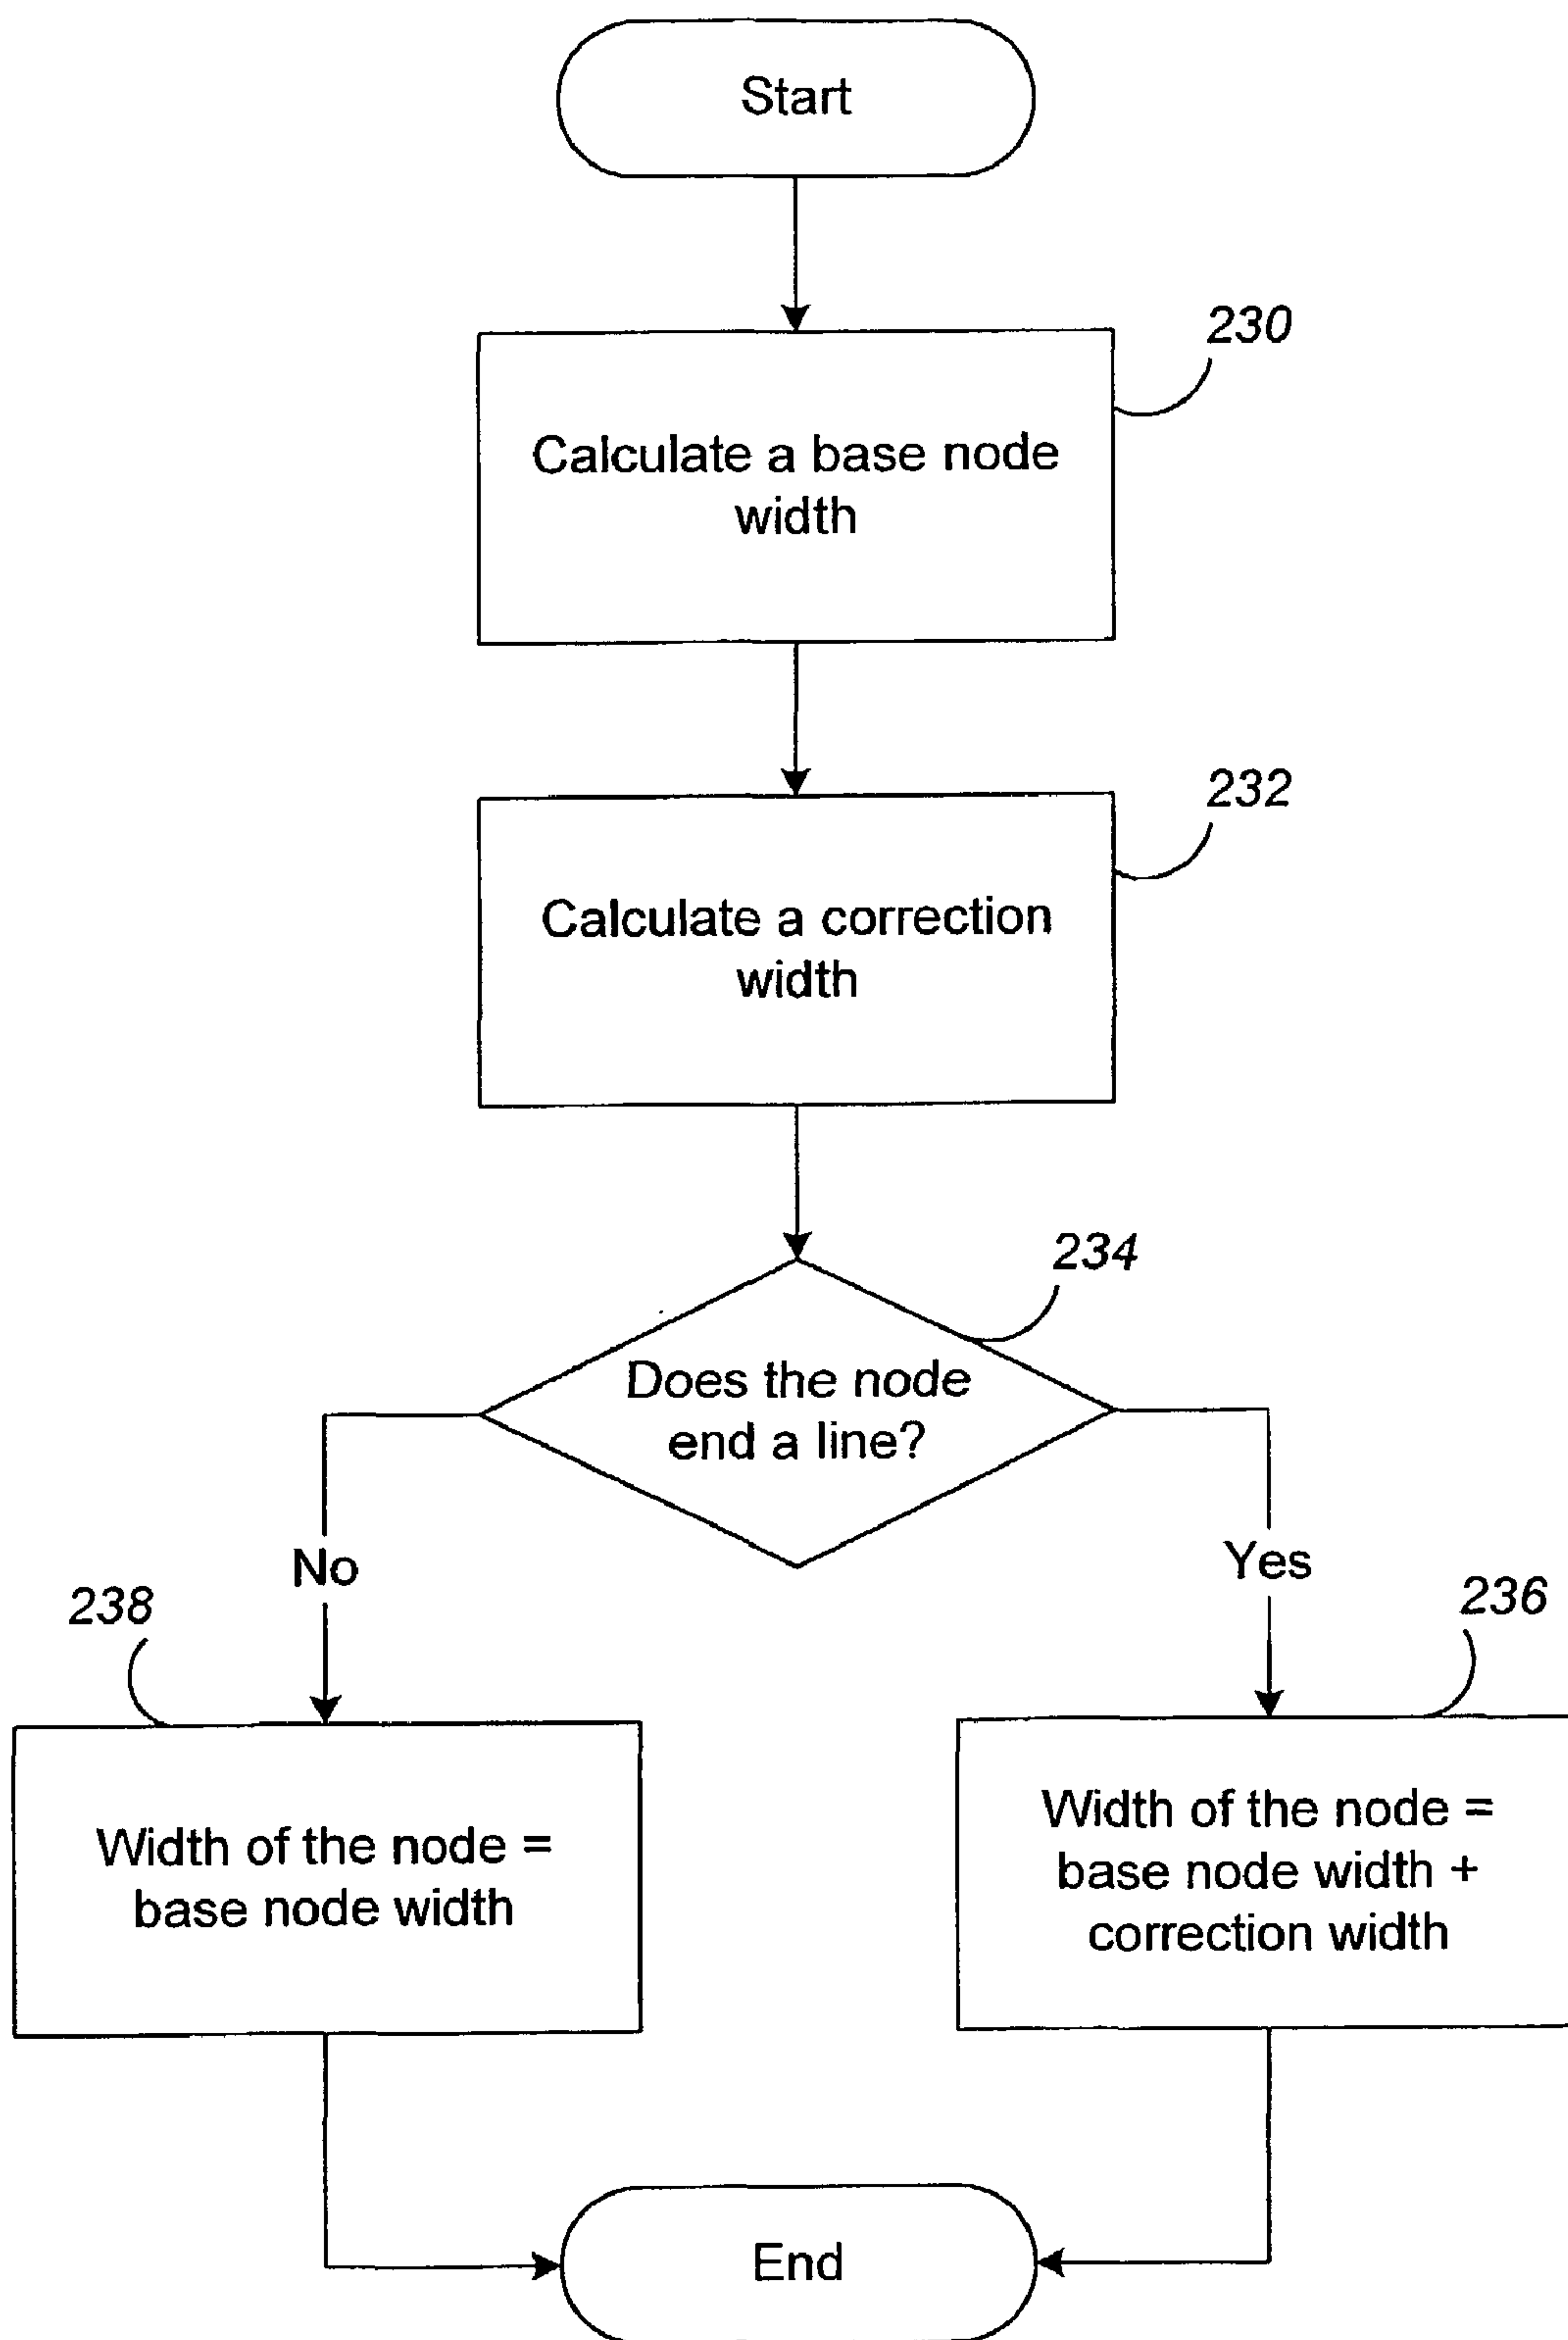 Start
230
Calculate a base node
width
232
Calculate a correction
width
234
Does the node
end a line?
No
Yes
238
236
Width of the node =
base node width
Width of the node =
base node width +
correction width
End